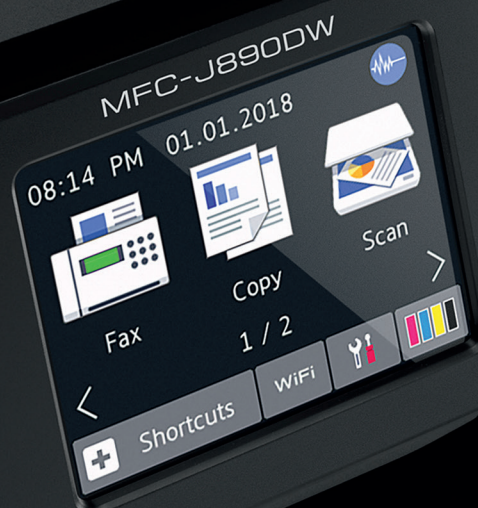 MFC-J890DW
08:14 PM 01.01.2018
Fax Copy Scan
1 / 2
Shortcuts WiFi